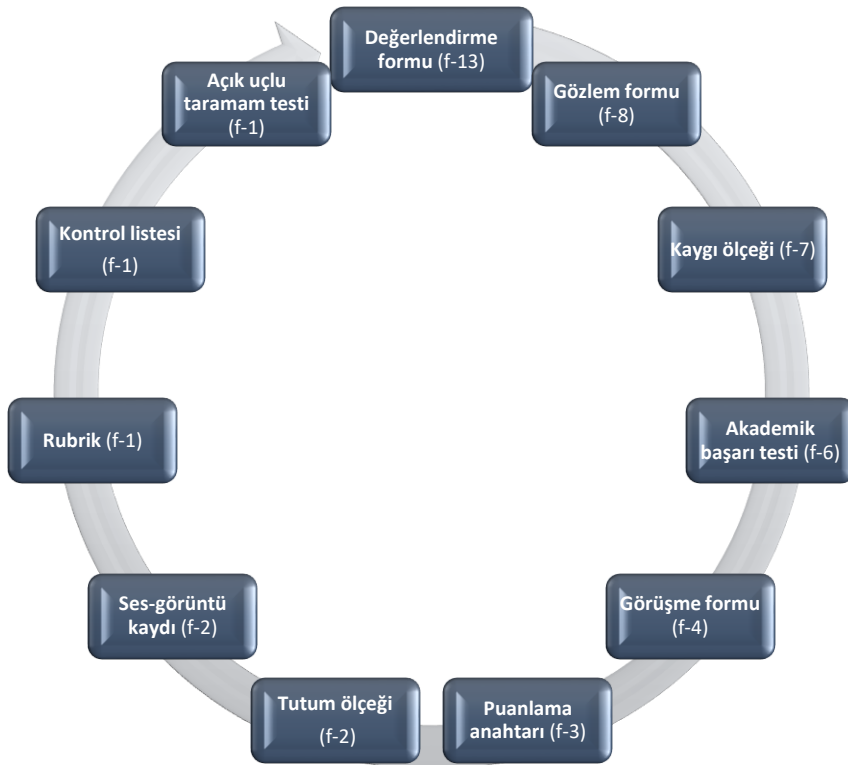 Değerlendirme
formu (f-13)
Gözlem formu
(f-8)
Kaygı ölçeği (f-7)
Akademik
başarı testi (f-6)
Görüşme formu
(f-4)
Puanlama
anahtarı (f-3)
Tutum ölçeği
(f-2)
Ses-görüntü
kaydı (f-2)
Rubrik (f-1)
Kontrol listesi
(f-1)
Açık uçlu
taramam testi
(f-1)